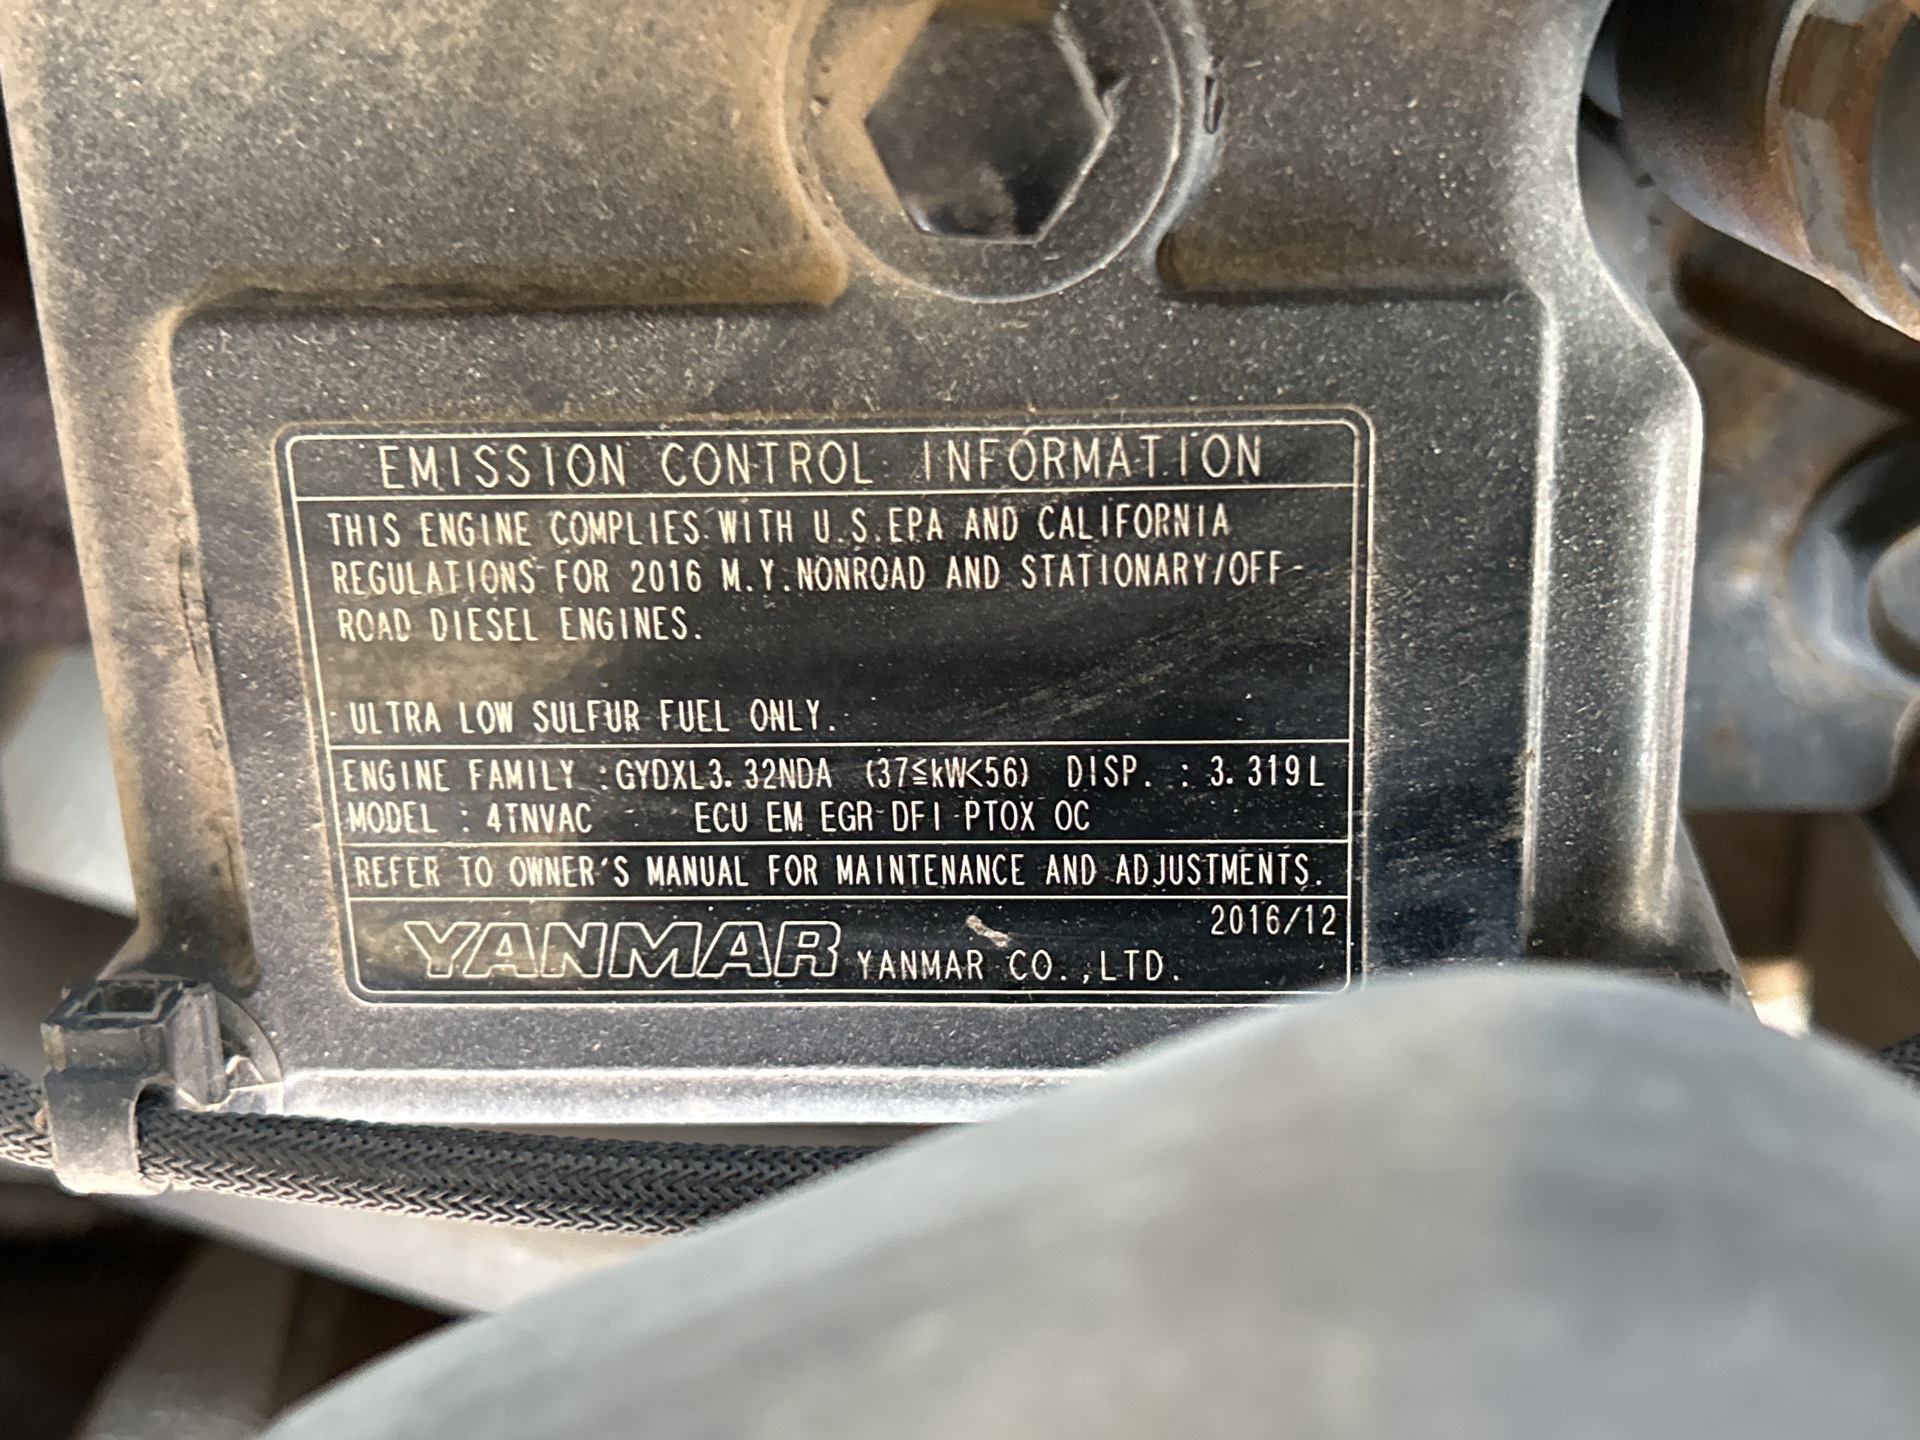 EMISSION CONTROL INFORMATION
THIS ENGINE COMPLIES WITH U.S.EPA AND CALIFORNIA
REGULATIONS FOR 2016 M.Y.NONROAD AND STATIONARY/OFF-
ROAD DIESEL ENGINES.
ULTRA LOW SULFUR FUEL ONLY.
ENGINE FAMILY :GYDXL3.32NDA (37≦kW<56) DISP. : 3.319L
MODEL : 4TNVAC ECU EM EGR DFI PTOX OC
REFER TO OWNER'S MANUAL FOR MAINTENANCE AND ADJUSTMENTS.
2016/12
YANMAR YANMAR CO.,LTD.